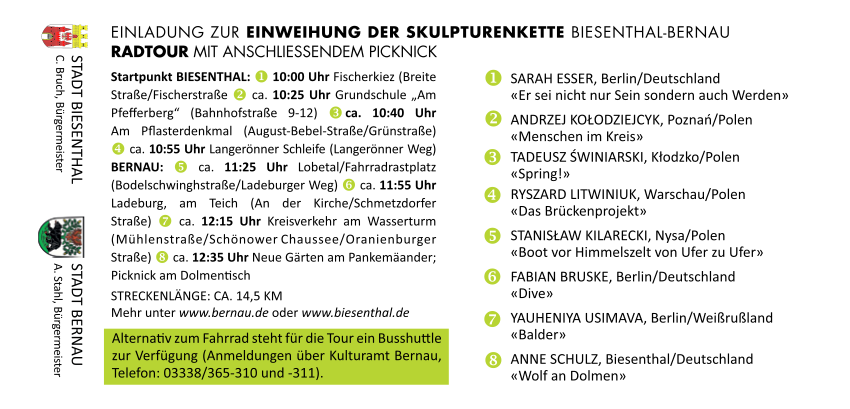 EINLADUNG ZUR EINWEIHUNG DER SKULPTURENKETTE BIESENTHAL-BERNAU
RADTOUR MIT ANSCHLIESSENDEM PICKNICK
STADT BIESENTHAL
C. Bruch, Bürgermeister
STADT BERNAU
A. Stahl, Bürgermeister
Startpunkt BIESENTHAL: 1 10:00 Uhr Fischerkiez (Breite
Straße/Fischerstraße 2 ca. 10:25 Uhr Grundschule „Am
Pfefferberg“ (Bahnhofstraße 9-12) 3 ca. 10:40 Uhr
Am Pflasterdenkmal (August-Bebel-Straße/Grünstraße)
4 ca. 10:55 Uhr Langerönner Schleife (Langerönner Weg)
BERNAU: 5 ca. 11:25 Uhr Lobetal/Fahrradrastplatz
(Bodelschwinghstraße/Ladeburger Weg) 6 ca. 11:55 Uhr
Ladeburg, am Teich (An der Kirche/Schmetzdorfer
Straße) 7 ca. 12:15 Uhr Kreisverkehr am Wasserturm
(Mühlenstraße/Schönower Chaussee/Oranienburger
Straße) 8 ca. 12:35 Uhr Neue Gärten am Pankemäander;
Picknick am Dolmentisch
STRECKENLÄNGE: CA. 14,5 KM
Mehr unter www.bernau.de oder www.biesenthal.de
Alternativ zum Fahrrad steht für die Tour ein Busshuttle
zur Verfügung (Anmeldungen über Kulturamt Bernau,
Telefon: 03338/365-310 und -311).
1 SARAH ESSER, Berlin/Deutschland
«Er sei nicht nur Sein sondern auch Werden»
2 ANDRZEJ KOŁODZIEJCYK, Poznań/Polen
«Menschen im Kreis»
3 TADEUSZ ŚWINIARSKI, Kłodzko/Polen
«Spring!»
4 RYSZARD LITWINIUK, Warschau/Polen
«Das Brückenprojekt»
5 STANISŁAW KILARECKI, Nysa/Polen
«Boot vor Himmelszelt von Ufer zu Ufer»
6 FABIAN BRUSKE, Berlin/Deutschland
«Dive»
7 YAUHENIYA USIMAVA, Berlin/Weißrußland
«Balder»
8 ANNE SCHULZ, Biesenthal/Deutschland
«Wolf an Dolmen»